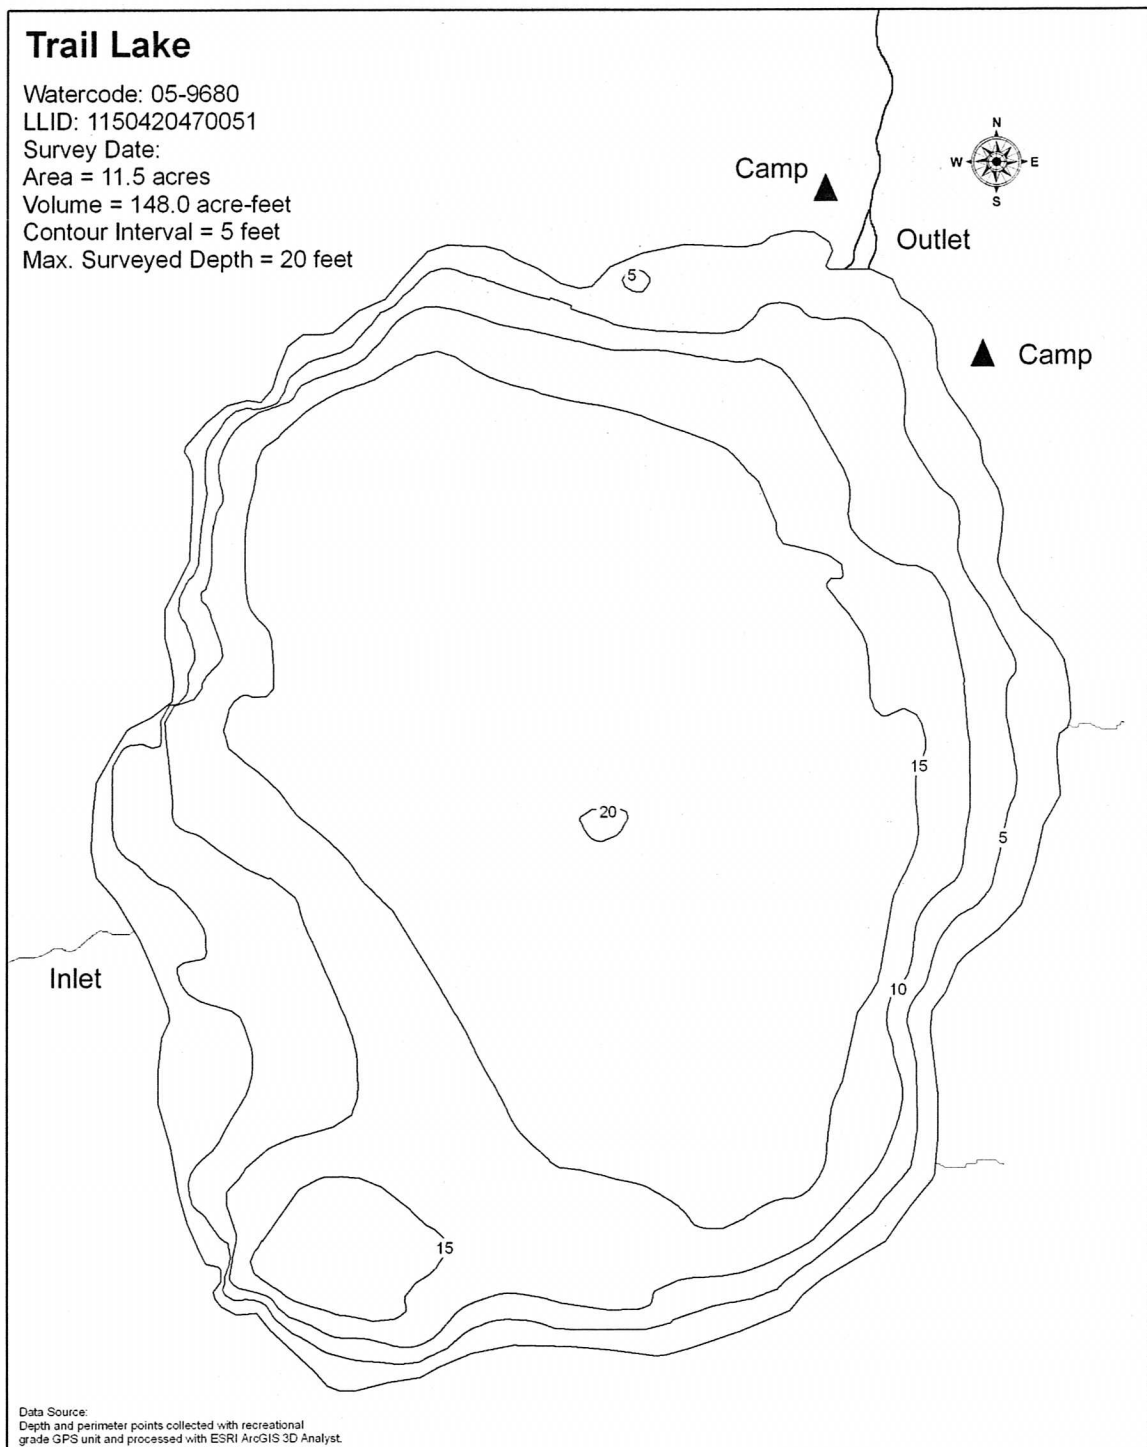 Trail Lake
Watercode: 05-9680
LLID: 1150420470051
Survey Date:
Area = 11.5 acres
Volume = 148.0 acre-feet
Contour Interval = 5 feet
Max. Surveyed Depth = 20 feet
N
W E
S
Camp
Outlet
5
Camp
15
20
5
Inlet
10
15
Data Source:
Depth and perimeter points collected with recreational
grade GPS unit and processed with ESRI ArcGIS 3D Analyst.